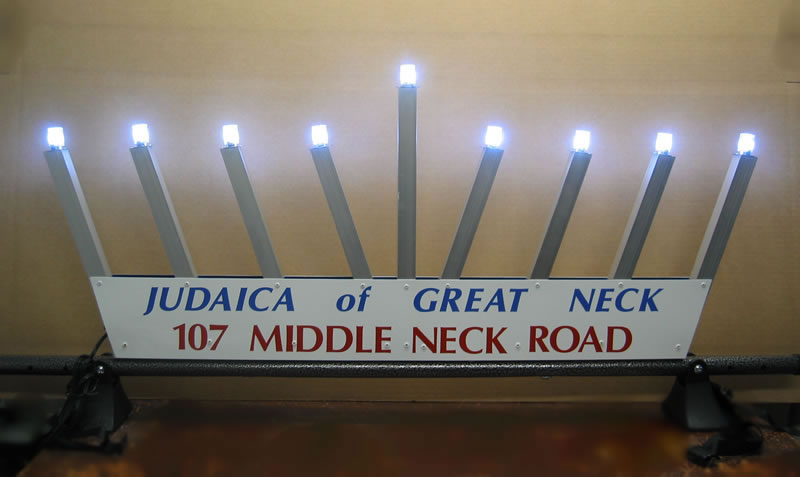 JUDAICA of GREAT NECK
107 MIDDLE NECK ROAD